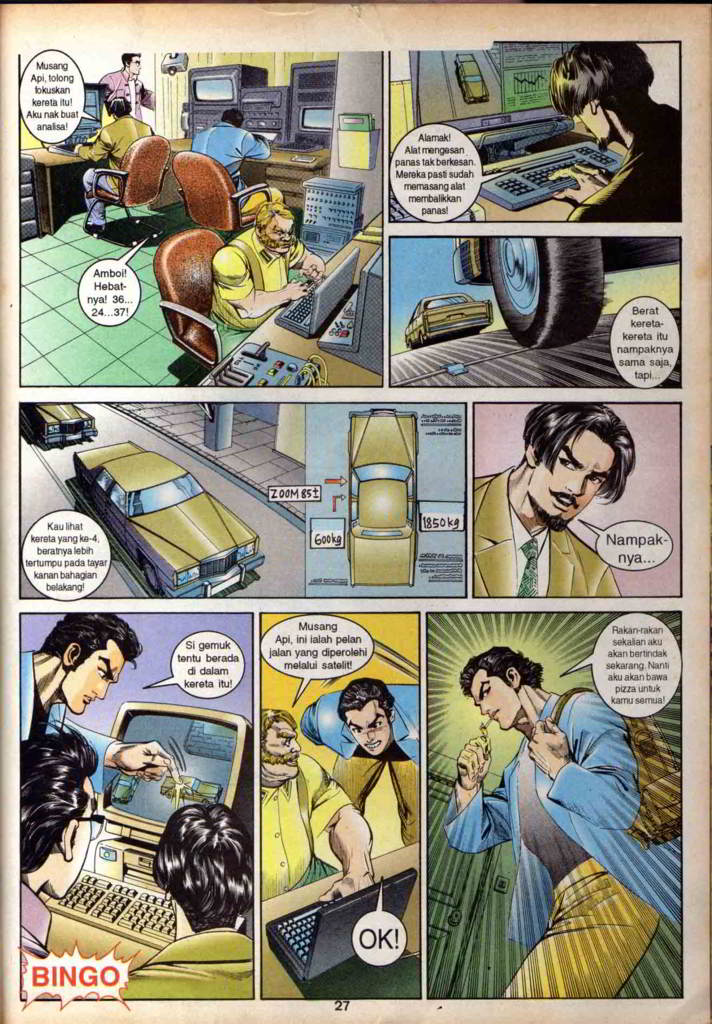 Musang
Api, tolong
fokuskan
kereta itu!
Aku nak buat
analisa!
Amboi!
Hebat-
nya! 36...
24...37!
Alamak!
Alat mengesan
panas tak berkesan.
Mereka pasti sudah
memasang alat
membalikkan
panas!
Berat
kereta-
kereta itu
nampaknya
sama saja,
tapi...
Kau lihat
kereta yang ke-4,
beratnya lebih
tertumpu pada tayar
kanan bahagian
belakang!
ZOOM 85±
600kg
1850kg
Nampak-
nya...
Si gemuk
tentu berada
di dalam
kereta itu!
BINGO
Musang
Api, ini ialah pelan
jalan yang diperolehi
melalui satelit!
OK!
Rakan-rakan
sekalian aku
akan bertindak
sekarang. Nanti
aku akan bawa
pizza untuk
kamu semua!
27